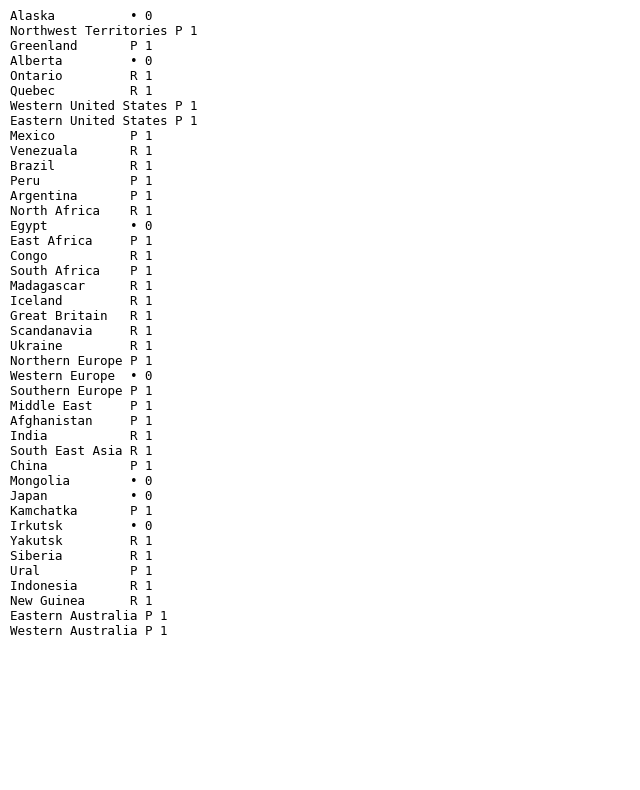 Alaska          • 0
Northwest Territories P 1
Greenland       P 1
Alberta         • 0
Ontario         R 1
Quebec          R 1
Western United States P 1
Eastern United States P 1
Mexico          P 1
Venezuala       R 1
Brazil          R 1
Peru            P 1
Argentina       P 1
North Africa    R 1
Egypt           • 0
East Africa     P 1
Congo           R 1
South Africa    P 1
Madagascar      R 1
Iceland         R 1
Great Britain   R 1
Scandanavia     R 1
Ukraine         R 1
Northern Europe P 1
Western Europe  • 0
Southern Europe P 1
Middle East     P 1
Afghanistan     P 1
India           R 1
South East Asia R 1
China           P 1
Mongolia        • 0
Japan           • 0
Kamchatka       P 1
Irkutsk         • 0
Yakutsk         R 1
Siberia         R 1
Ural            P 1
Indonesia       R 1
New Guinea      R 1
Eastern Australia P 1
Western Australia P 1